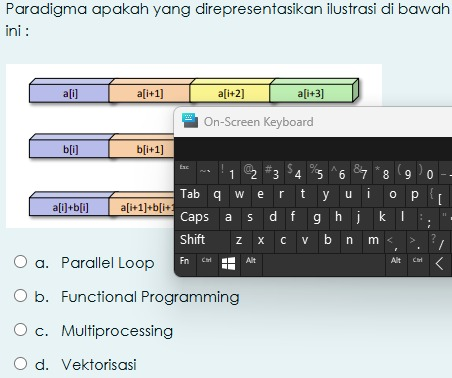 Paradigma apakah yang direpresentasikan ilustrasi di bawah
ini :
a[i] a[i+1] a[i+2] a[i+3]
On-Screen Keyboard
b[i] b[i+1]
Esc ~ ` ! 1 @ 2 # 3 $ 4 % 5 ^ 6 & 7 * 8 ( 9 ) 0 -
Tab q w e r t y u i o p { [
a[i]+b[i] a[i+1]+b[i+1
Caps a s d f g h j k l : ; "
Shift z x c v b n m < , > . ? /
Fn Ctrl Alt Alt Ctrl <
a. Parallel Loop
b. Functional Programming
c. Multiprocessing
d. Vektorisasi